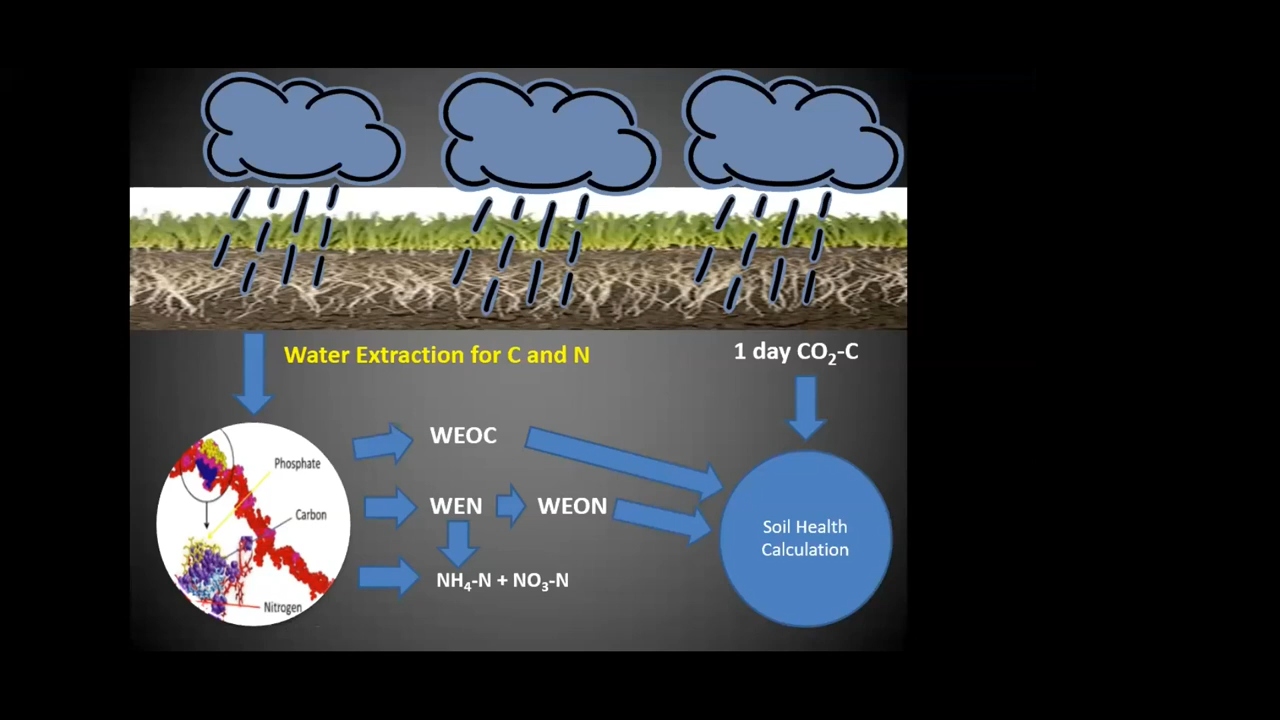 Water Extraction for C and N
1 day CO₂-C
Phosphate
Carbon
Nitrogen
WEOC
WEN
WEON
NH₄-N + NO₃-N
Soil Health
Calculation